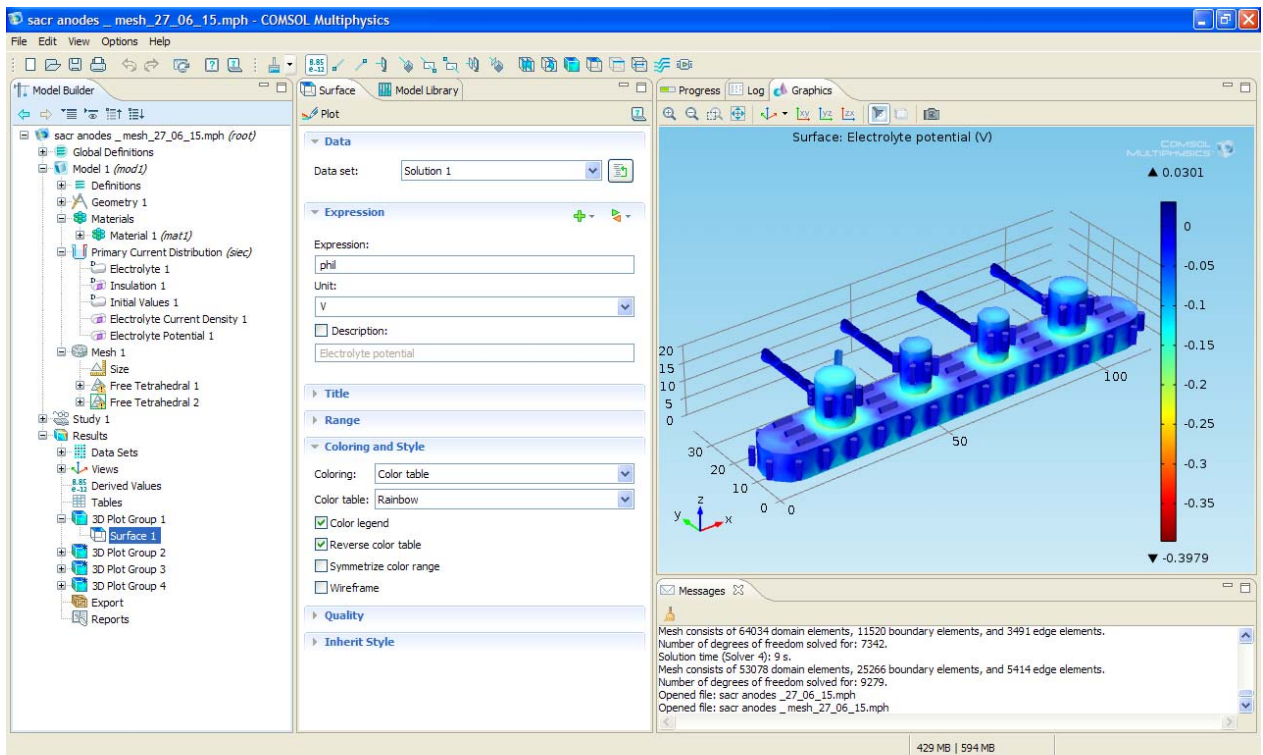 sacr anodes _ mesh_27_06_15.mph - COMSOL Multiphysics
File Edit View Options Help
8.85
e-12
Model Builder
sacr anodes _ mesh_27_06_15.mph (root)
Global Definitions
Model 1 (mod1)
Definitions
Geometry 1
Materials
Material 1 (mat1)
Primary Current Distribution (siec)
Electrolyte 1
Insulation 1
Initial Values 1
Electrolyte Current Density 1
Electrolyte Potential 1
Mesh 1
Size
Free Tetrahedral 1
Free Tetrahedral 2
Study 1
Results
Data Sets
Views
8.85
e-12 Derived Values
Tables
3D Plot Group 1
Surface 1
3D Plot Group 2
3D Plot Group 3
3D Plot Group 4
Export
Reports
Surface Model Library
Plot
Data
Data set: Solution 1
Expression
Expression:
phil
Unit:
V
Description:
Electrolyte potential
Title
Range
Coloring and Style
Coloring: Color table
Color table: Rainbow
Color legend
Reverse color table
Symmetrize color range
Wireframe
Quality
Inherit Style
Progress Log Graphics
xy yz zx
Surface: Electrolyte potential (V)
COMSOL
MULTIPHYSICS
▲ 0.0301
0
-0.05
-0.1
-0.15
-0.2
-0.25
-0.3
-0.35
▼ -0.3979
20
15
10
5
0
30
20
10
0
0
50
100
z
y
x
Messages
Mesh consists of 64034 domain elements, 11520 boundary elements, and 3491 edge elements.
Number of degrees of freedom solved for: 7342.
Solution time (Solver 4): 9 s.
Mesh consists of 53078 domain elements, 25266 boundary elements, and 5414 edge elements.
Number of degrees of freedom solved for: 9279.
Opened file: sacr anodes _27_06_15.mph
Opened file: sacr anodes _ mesh_27_06_15.mph
429 MB | 594 MB